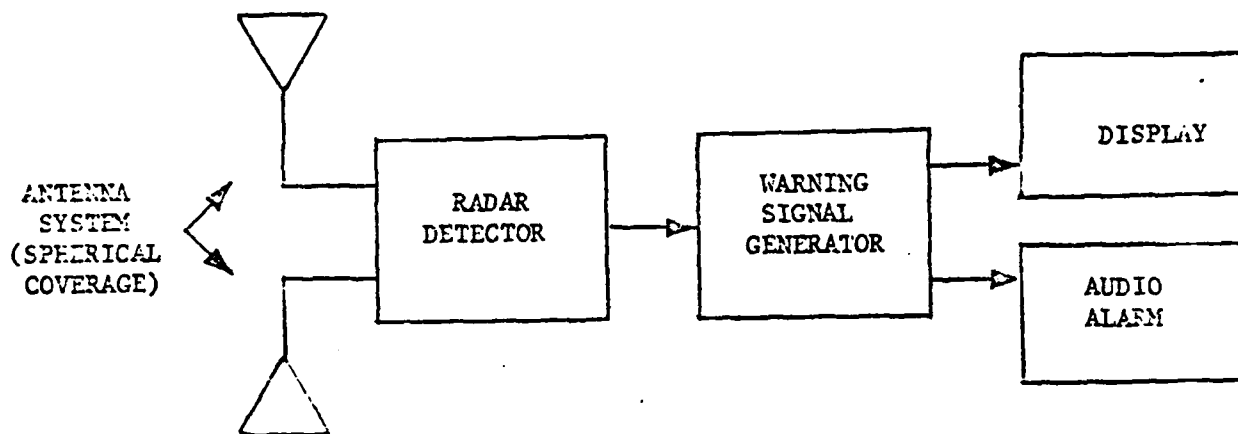 ANTENNA
SYSTEM
(SPHERICAL
COVERAGE)
RADAR
DETECTOR
WARNING
SIGNAL
GENERATOR
DISPLAY
AUDIO
ALARM